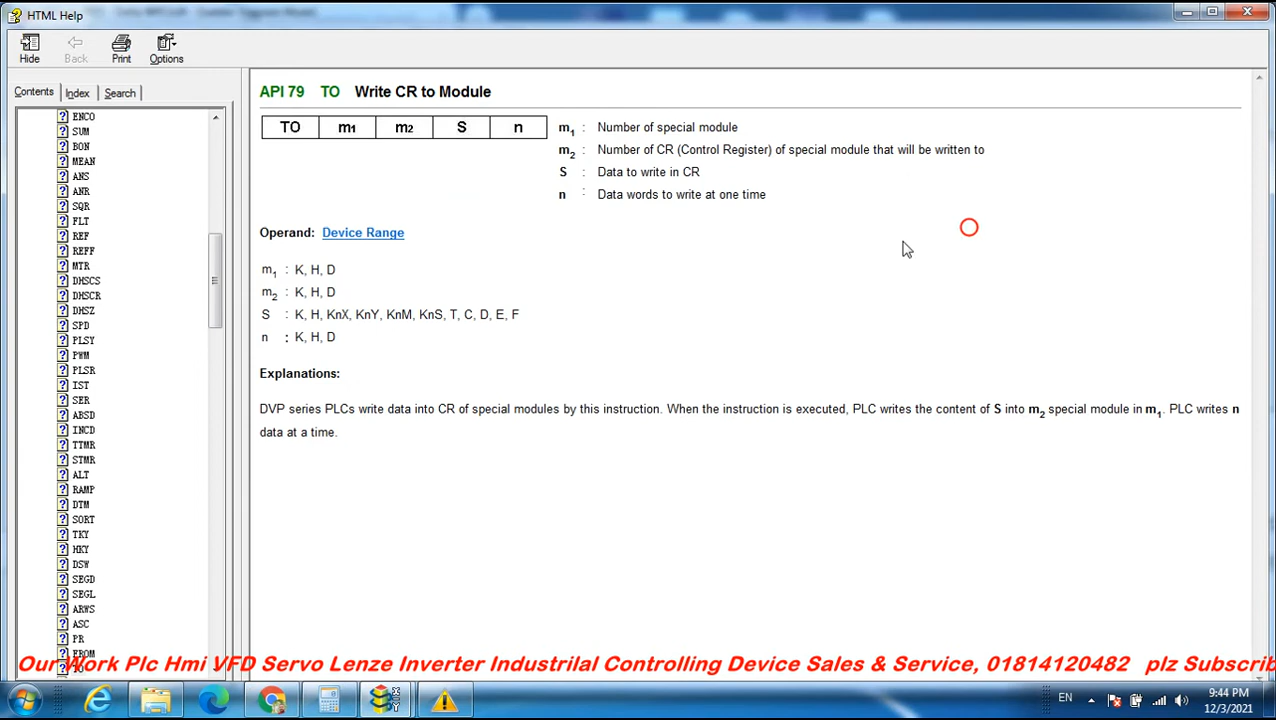 HTML Help
Hide
Back
Print
Options
Contents
Index
Search
ENCO
SUM
BON
MEAN
ANS
ANR
SQR
FLT
REF
REFF
MTR
DHSCS
DHSCR
DHSZ
SPD
PLSY
PWM
PLSR
IST
SER
ABSD
INCD
TTMR
STMR
ALT
RAMP
DTM
SORT
TKY
HKY
DSW
SEGD
SEGL
ARWS
ASC
PR
FROM
TO
API 79 TO Write CR to Module
TO m1 m2 S n
m1 : Number of special module
m2 : Number of CR (Control Register) of special module that will be written to
S : Data to write in CR
n : Data words to write at one time
Operand: Device Range
m1 : K, H, D
m2 : K, H, D
S : K, H, KnX, KnY, KnM, KnS, T, C, D, E, F
n : K, H, D
Explanations:
DVP series PLCs write data into CR of special modules by this instruction. When the instruction is executed, PLC writes the content of S into m2 special module in m1. PLC writes n
data at a time.
Our Work Plc Hmi VFD Servo Lenze Inverter Industrilal Controlling Device Sales & Service, 01814120482 plz Subscrib
EN
9:44 PM
12/3/2021